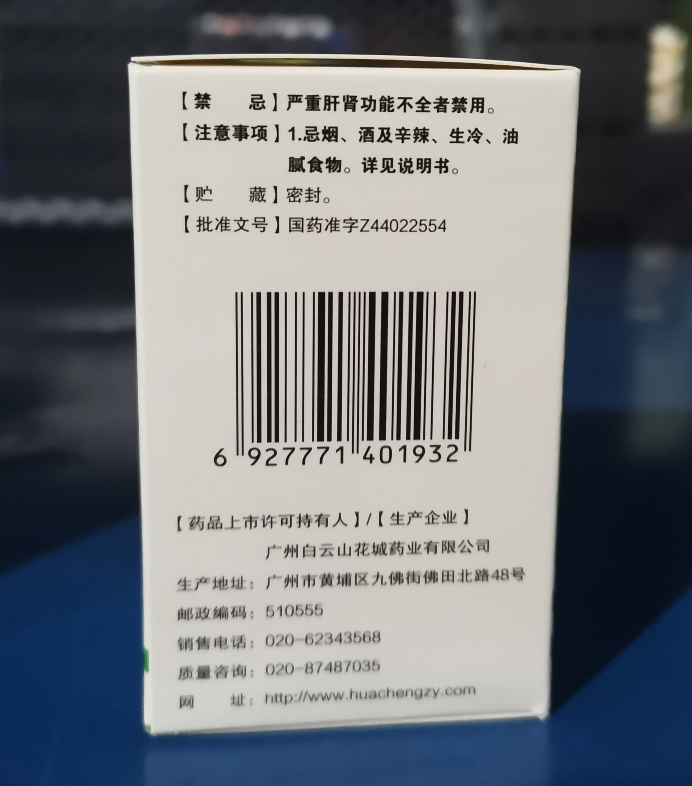 【禁　忌】严重肝肾功能不全者禁用。
【注意事项】1.忌烟、酒及辛辣、生冷、油
腻食物。详见说明书。
【贮　藏】密封。
【批准文号】国药准字Z44022554
6 927771 401932
【药品上市许可持有人】/【生产企业】
广州白云山花城药业有限公司
生产地址：广州市黄埔区九佛街佛田北路48号
邮政编码：510555
销售电话：020-62343568
质量咨询：020-87487035
网　址：http://www.huachengzy.com